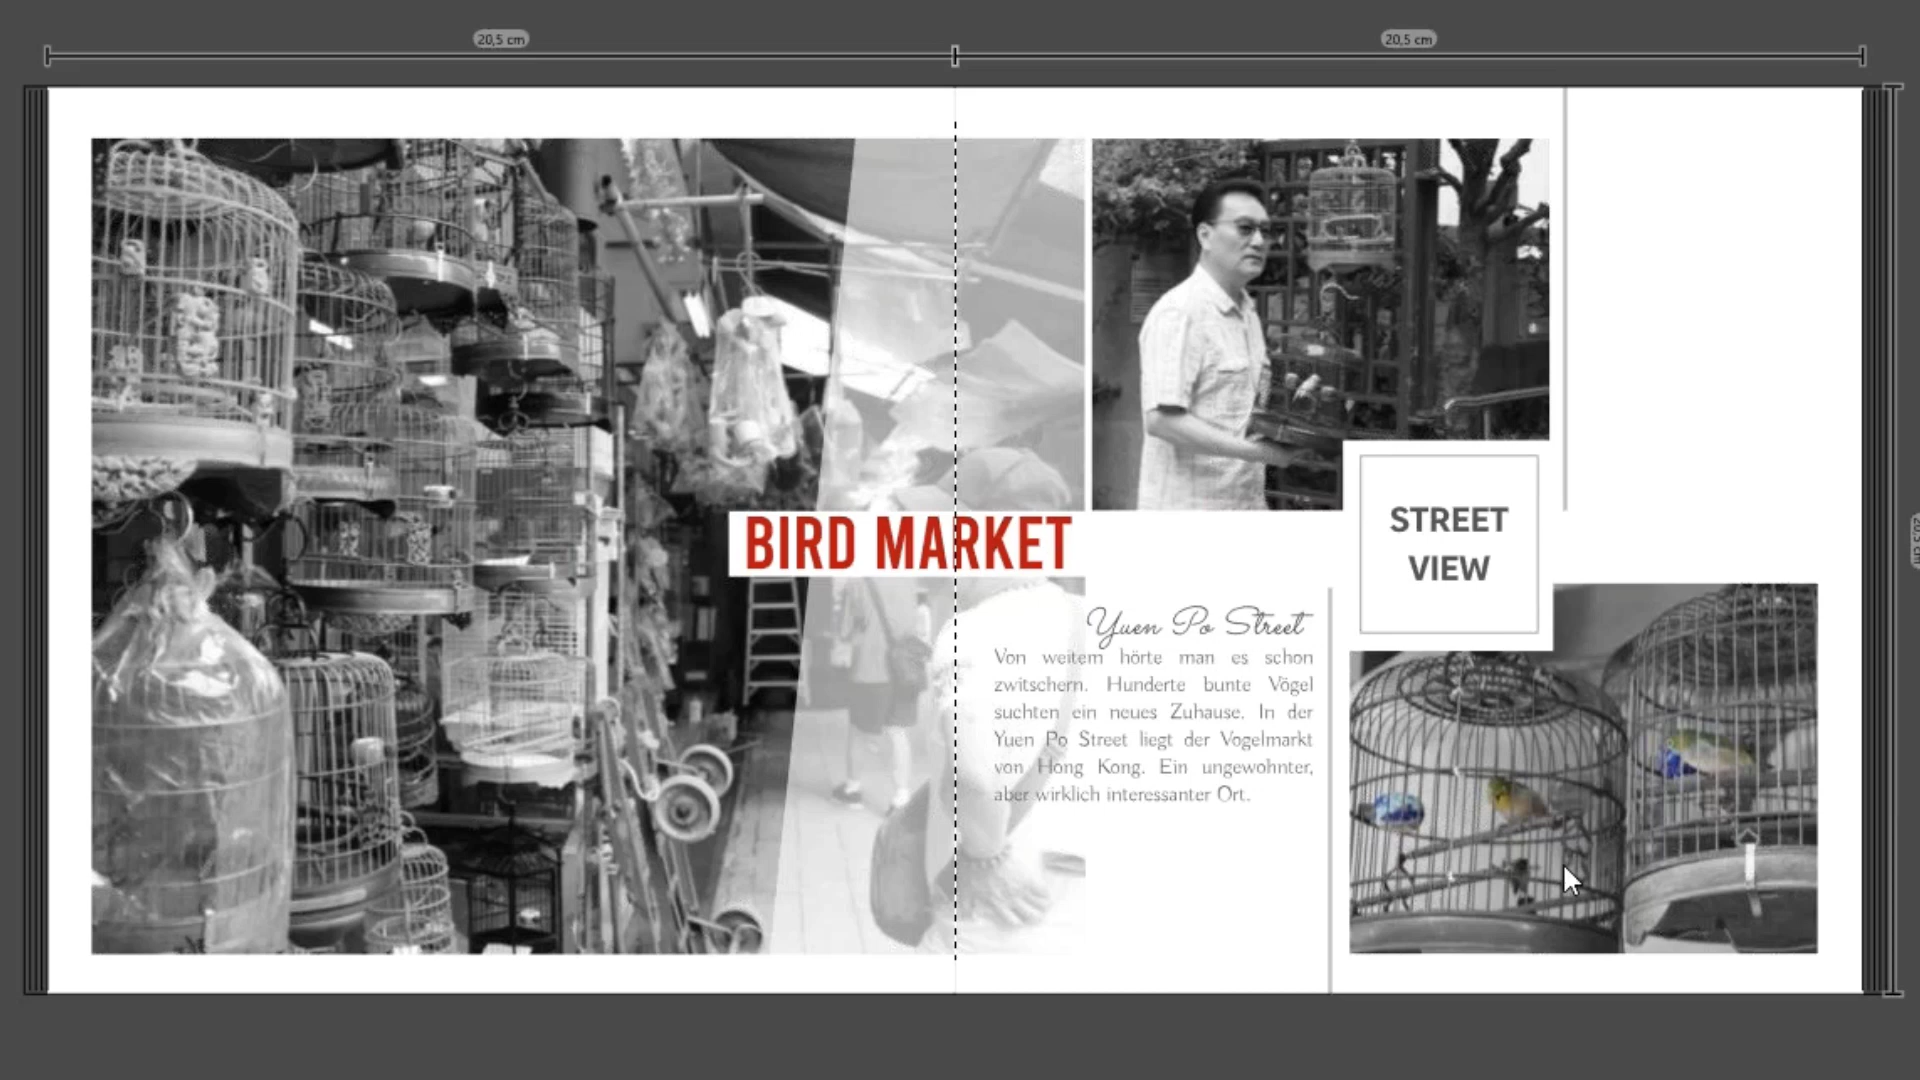 20,5 cm
20,5 cm
BIRD MARKET
STREET
VIEW
Yuen Po Street
Von weitem hörte man es schon
zwitschern. Hunderte bunte Vögel
suchten ein neues Zuhause. In der
Yuen Po Street liegt der Vogelmarkt
von Hong Kong. Ein ungewohnter,
aber wirklich interessanter Ort.